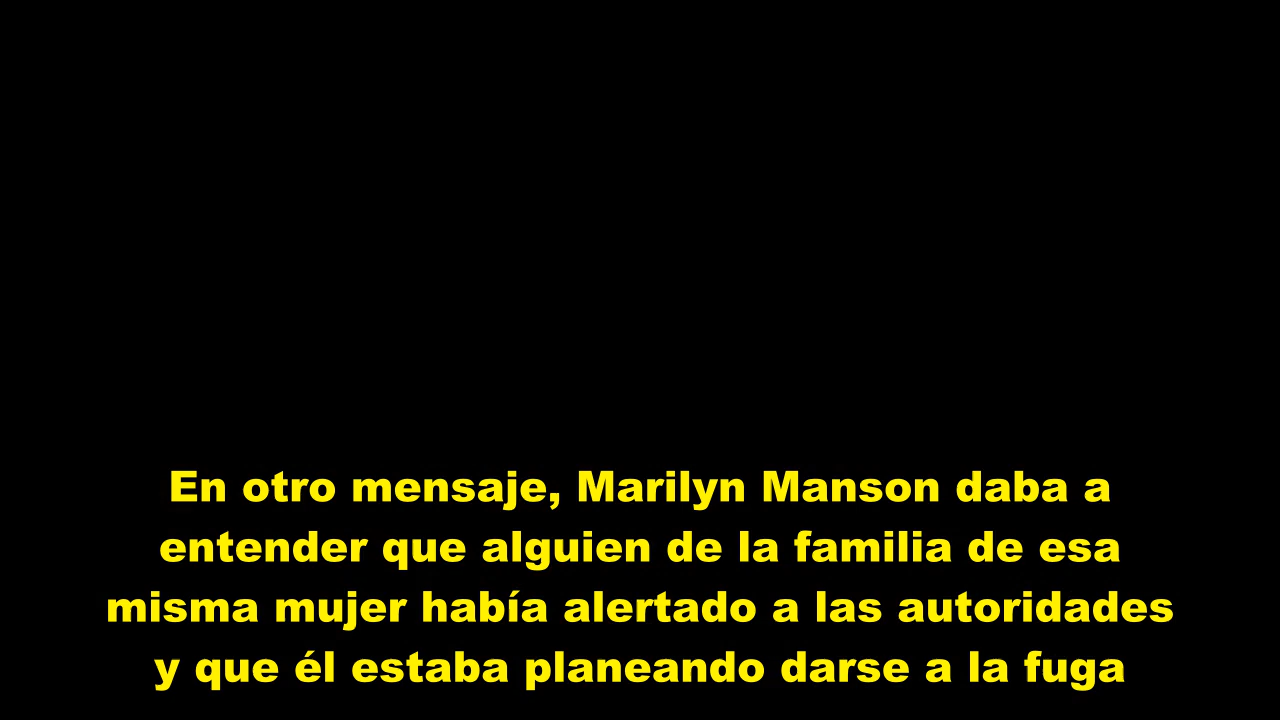 En otro mensaje, Marilyn Manson daba a
entender que alguien de la familia de esa
misma mujer había alertado a las autoridades
y que él estaba planeando darse a la fuga